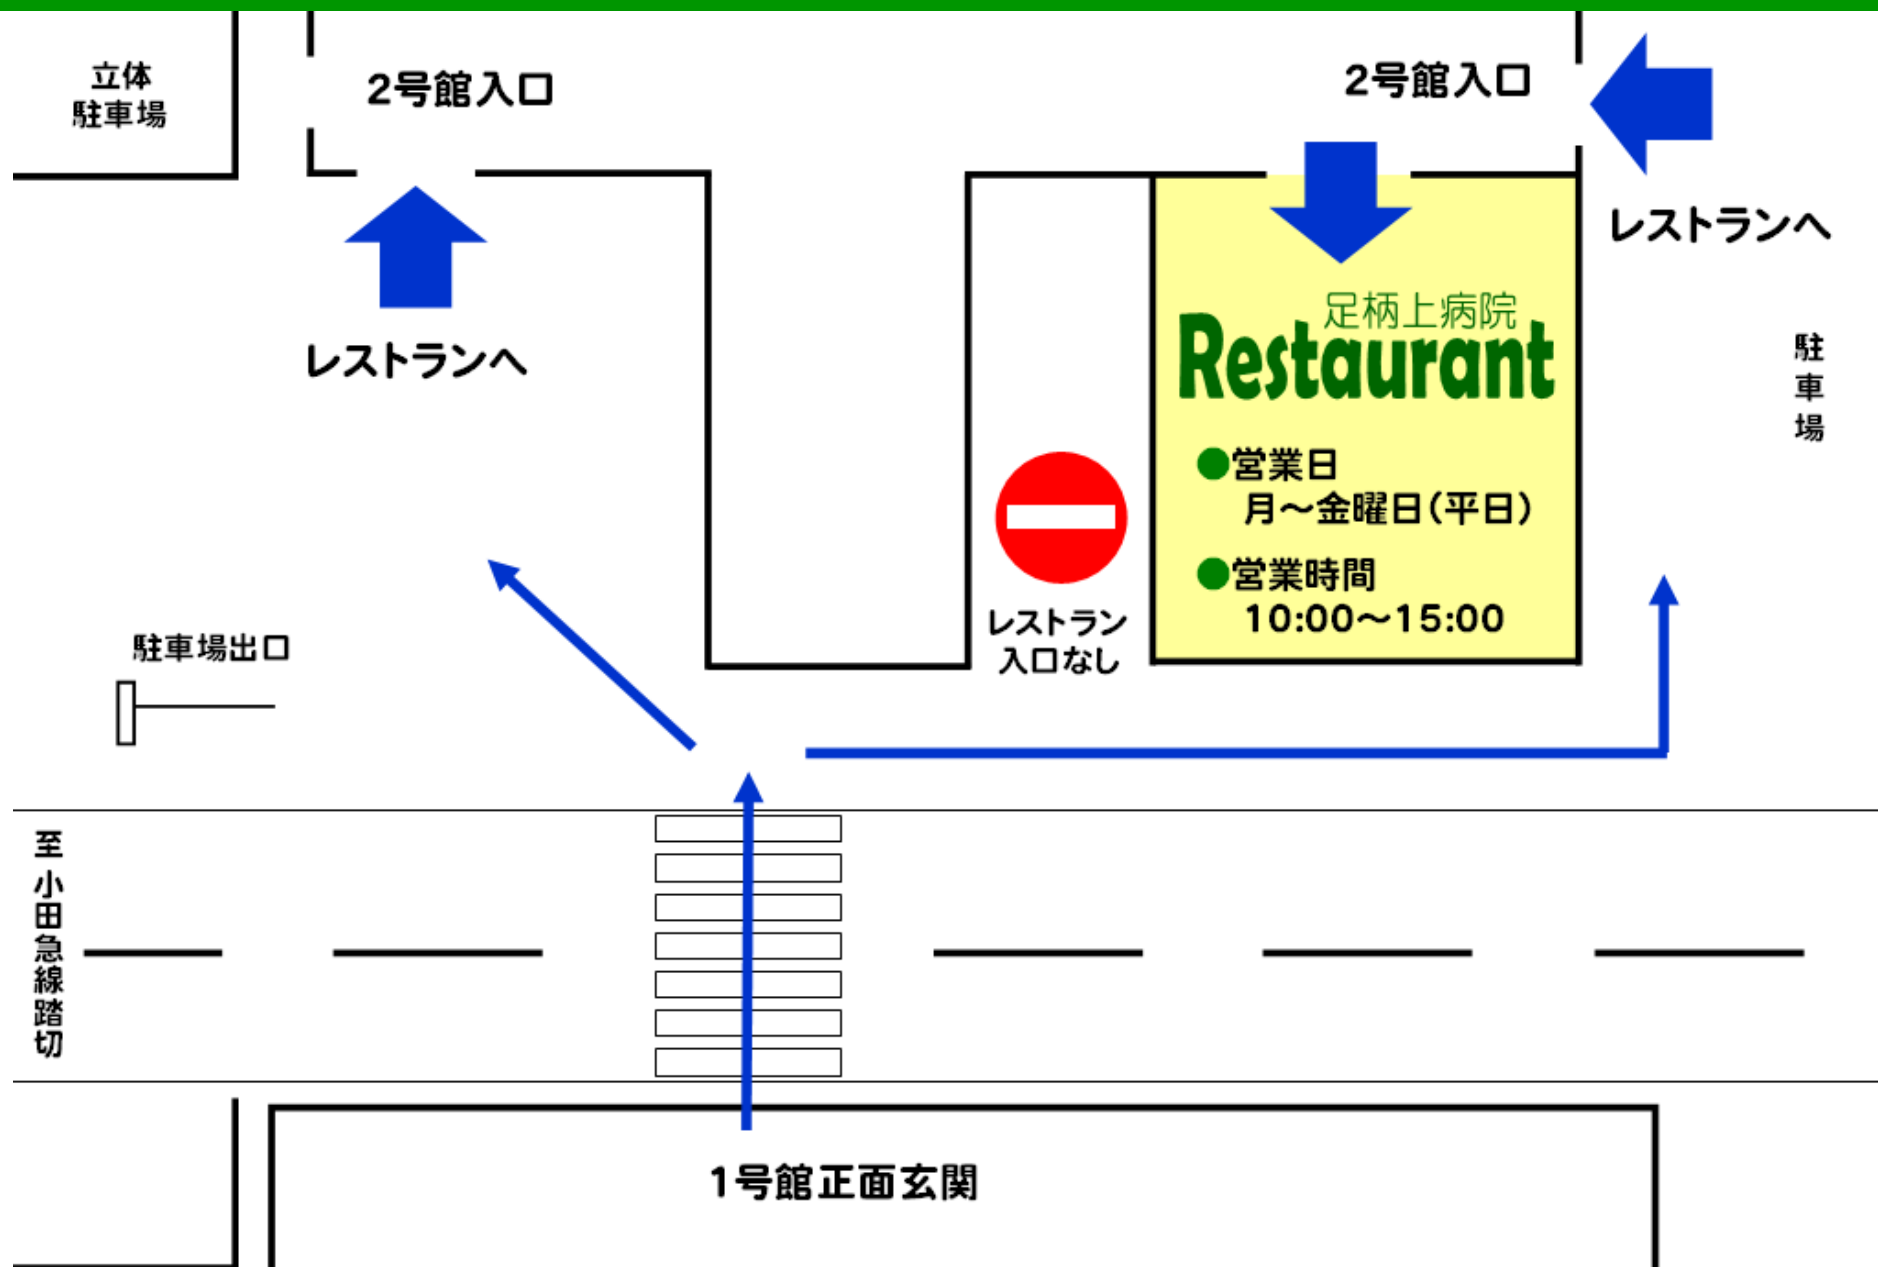 立体
駐車場
2号館入口
2号館入口
レストランへ
レストランへ
足柄上病院
Restaurant
●営業日
月～金曜日(平日)
●営業時間
10:00～15:00
駐車場
レストラン
入口なし
駐車場出口
至 小田急線踏切
1号館正面玄関